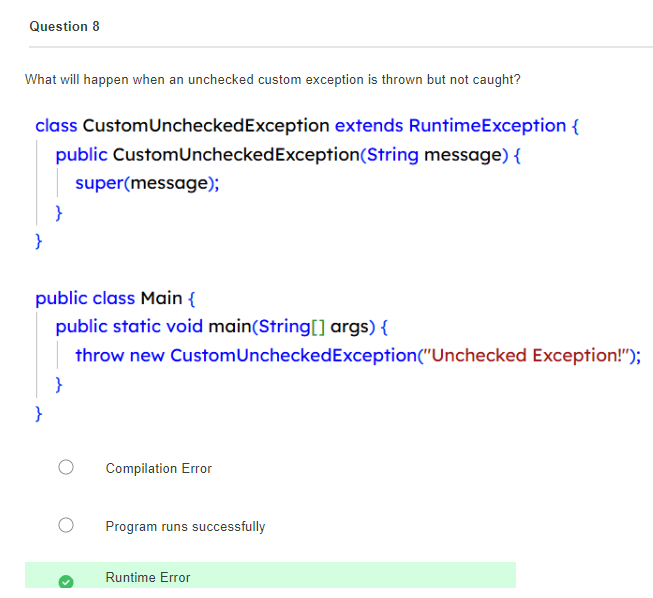 Question 8
What will happen when an unchecked custom exception is thrown but not caught?
class CustomUncheckedException extends RuntimeException {
public CustomUncheckedException(String message) {
super(message);
}
}
public class Main {
public static void main(String[] args) {
throw new CustomUncheckedException("Unchecked Exception!");
}
}
Compilation Error
Program runs successfully
Runtime Error